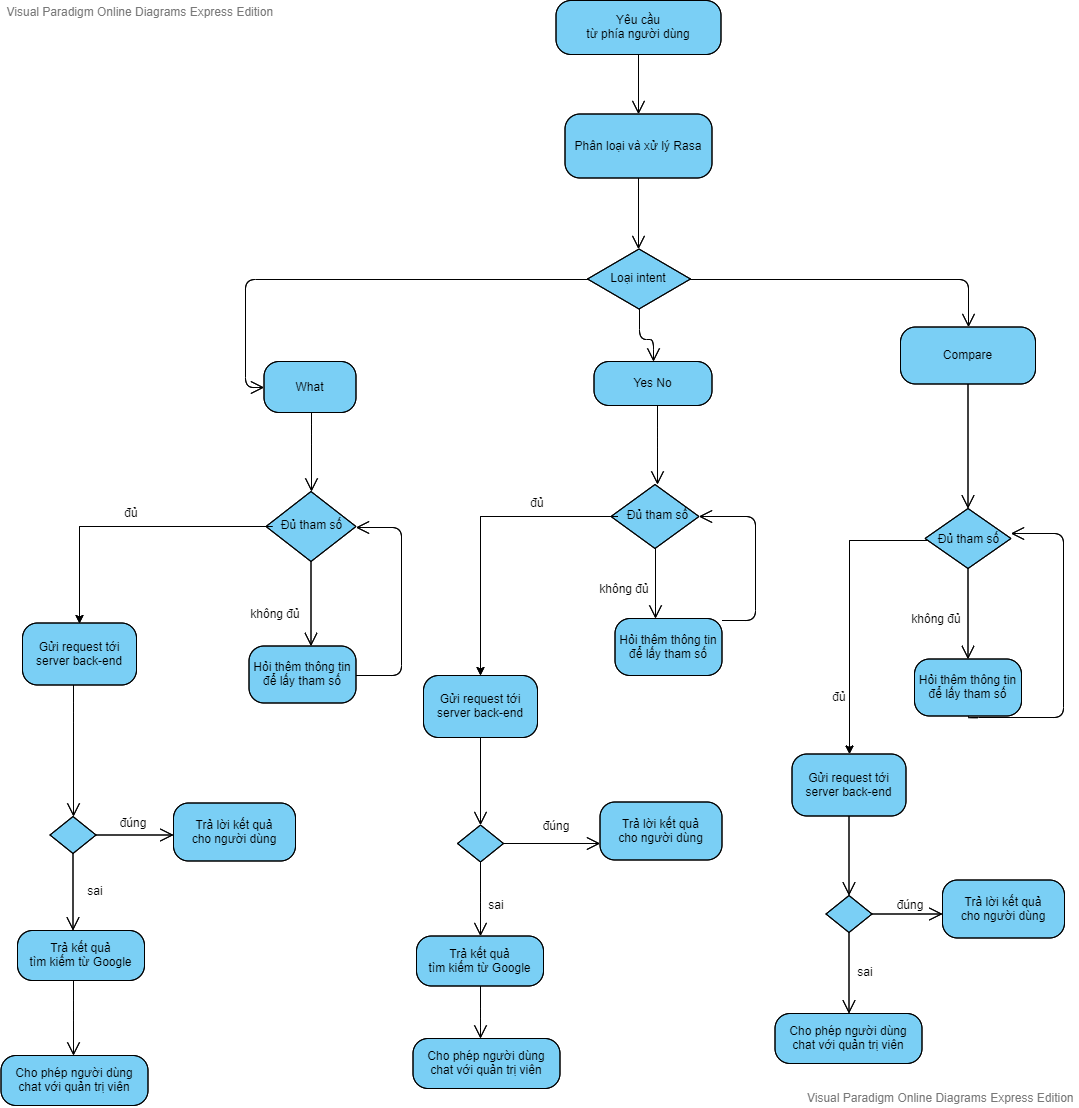 Visual Paradigm Online Diagrams Express Edition
Yêu cầu
từ phía người dùng
Phân loại và xử lý Rasa
Loại intent
What
Yes No
Compare
Đủ tham số
đủ
không đủ
Hỏi thêm thông tin
để lấy tham số
Gửi request tới
server back-end
đúng
Trả lời kết quả
cho người dùng
sai
Trả kết quả
tìm kiếm từ Google
Cho phép người dùng
chat với quản trị viên
Đủ tham số
đủ
không đủ
Hỏi thêm thông tin
để lấy tham số
Gửi request tới
server back-end
đúng
Trả lời kết quả
cho người dùng
sai
Trả kết quả
tìm kiếm từ Google
Cho phép người dùng
chat với quản trị viên
Đủ tham số
không đủ
Hỏi thêm thông tin
để lấy tham số
đủ
Gửi request tới
server back-end
đúng
Trả lời kết quả
cho người dùng
sai
Cho phép người dùng
chat với quản trị viên
Visual Paradigm Online Diagrams Express Edition